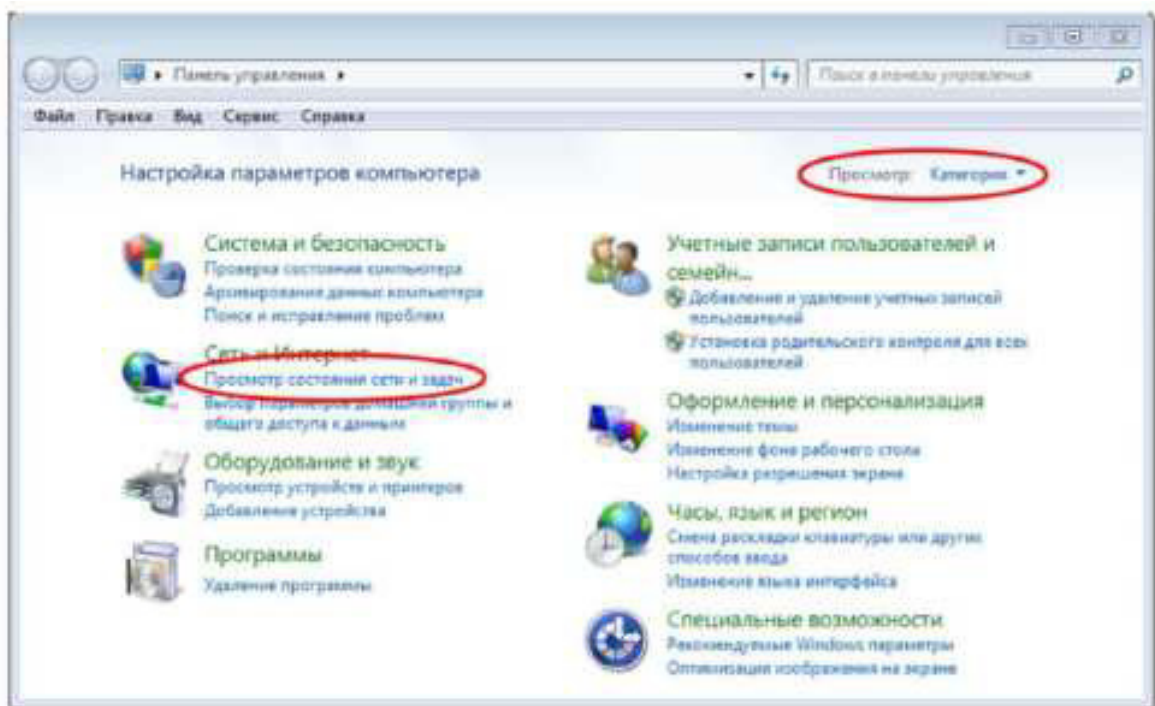 Панель управления
Поиск в панели управления
Файл Правка Вид Сервис Справка
Настройка параметров компьютера
Просмотр: Категория
Система и безопасность
Проверка состояния компьютера
Архивирование данных компьютера
Поиск и исправление проблем
Сеть и Интернет
Просмотр состояния сети и задач
Выбор параметров домашней группы и
общего доступа к данным
Оборудование и звук
Просмотр устройств и принтеров
Добавление устройства
Программы
Удаление программы
Учетные записи пользователей и
семейн...
Добавление и удаление учетных записей
пользователей
Установка родительского контроля для всех
пользователей
Оформление и персонализация
Изменение темы
Изменение фона рабочего стола
Настройка разрешения экрана
Часы, язык и регион
Смена раскладки клавиатуры или других
способов ввода
Изменение языка интерфейса
Специальные возможности
Рекомендуемые Windows параметры
Оптимизация изображения на экране